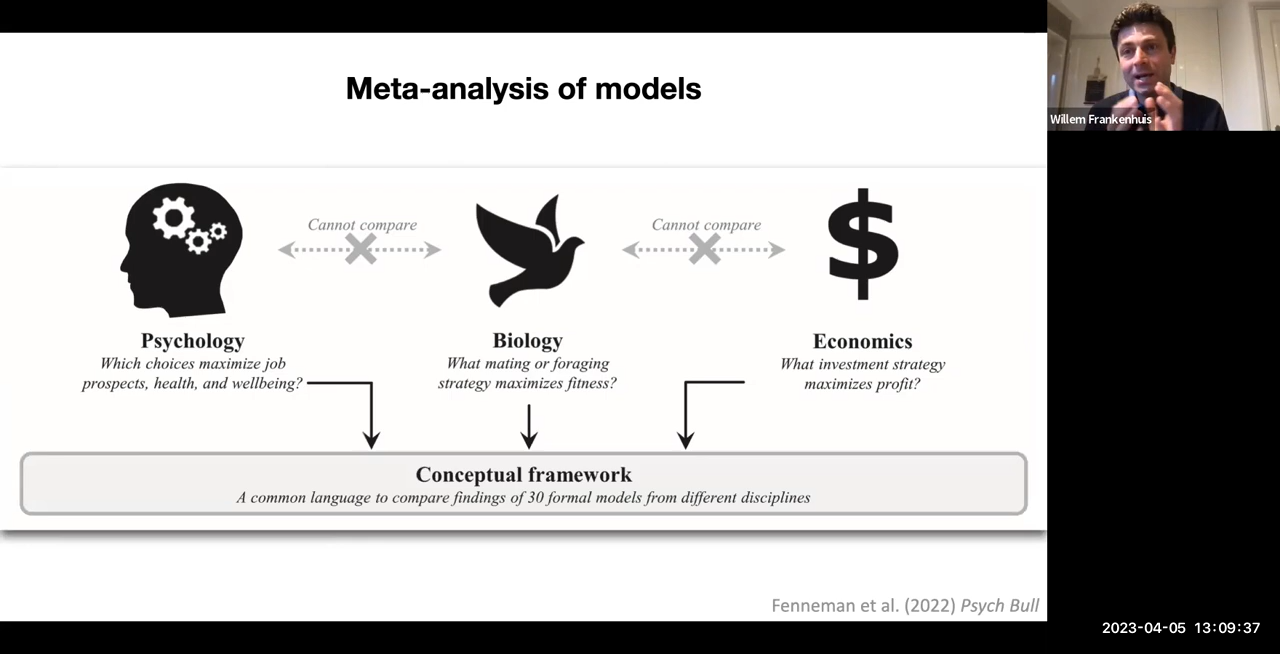 Meta-analysis of models
Willem Frankenhuis
Cannot compare
Cannot compare
Psychology
Which choices maximize job
prospects, health, and wellbeing?
Biology
What mating or foraging
strategy maximizes fitness?
Economics
What investment strategy
maximizes profit?
Conceptual framework
A common language to compare findings of 30 formal models from different disciplines
Fenneman et al. (2022) Psych Bull
2023-04-05 13:09:37